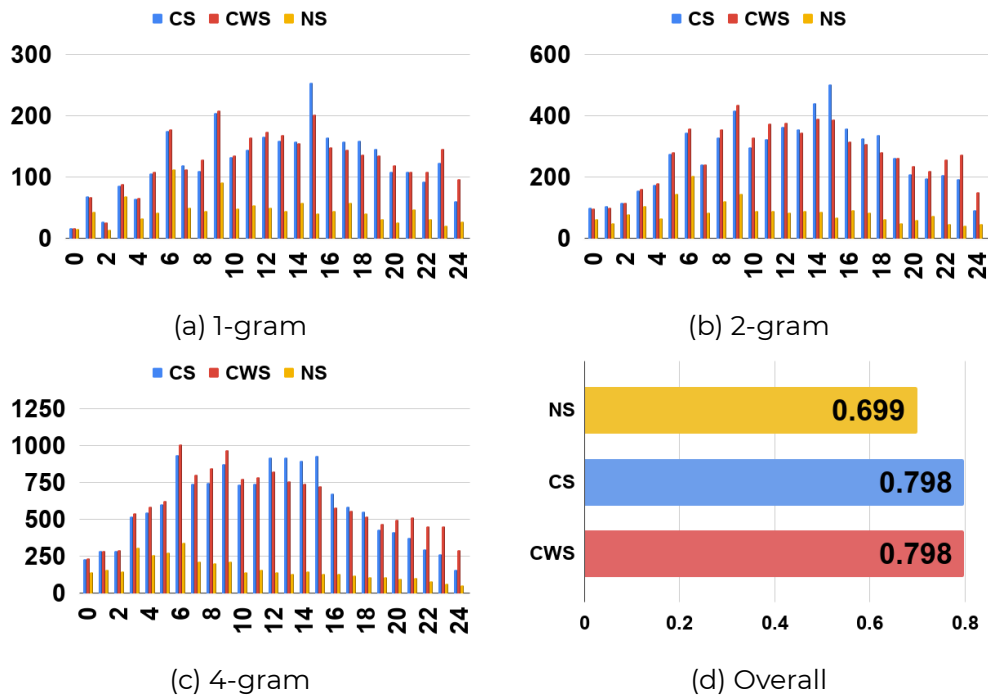 CS CWS NS
300
200
100
0
0 2 4 6 8 10 12 14 16 18 20 22 24
(a) 1-gram
CS CWS NS
600
400
200
0
0 2 4 6 8 10 12 14 16 18 20 22 24
(b) 2-gram
CS CWS NS
1250
1000
750
500
250
0
0 2 4 6 8 10 12 14 16 18 20 22 24
(c) 4-gram
NS 0.699
CS 0.798
CWS 0.798
0 0.2 0.4 0.6 0.8
(d) Overall